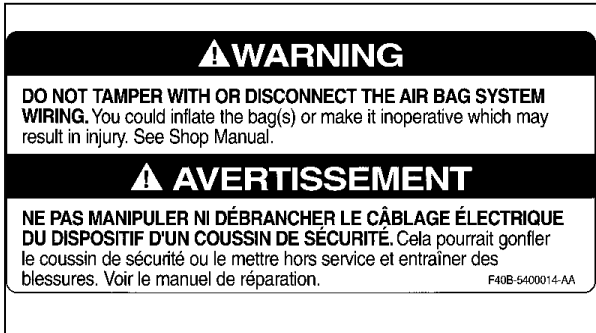 ⚠WARNING
DO NOT TAMPER WITH OR DISCONNECT THE AIR BAG SYSTEM
WIRING. You could inflate the bag(s) or make it inoperative which may
result in injury. See Shop Manual.
⚠ AVERTISSEMENT
NE PAS MANIPULER NI DÉBRANCHER LE CÂBLAGE ÉLECTRIQUE
DU DISPOSITIF D'UN COUSSIN DE SÉCURITÉ. Cela pourrait gonfler
le coussin de sécurité ou le mettre hors service et entraîner des
blessures. Voir le manuel de réparation. F40B-5400014-AA